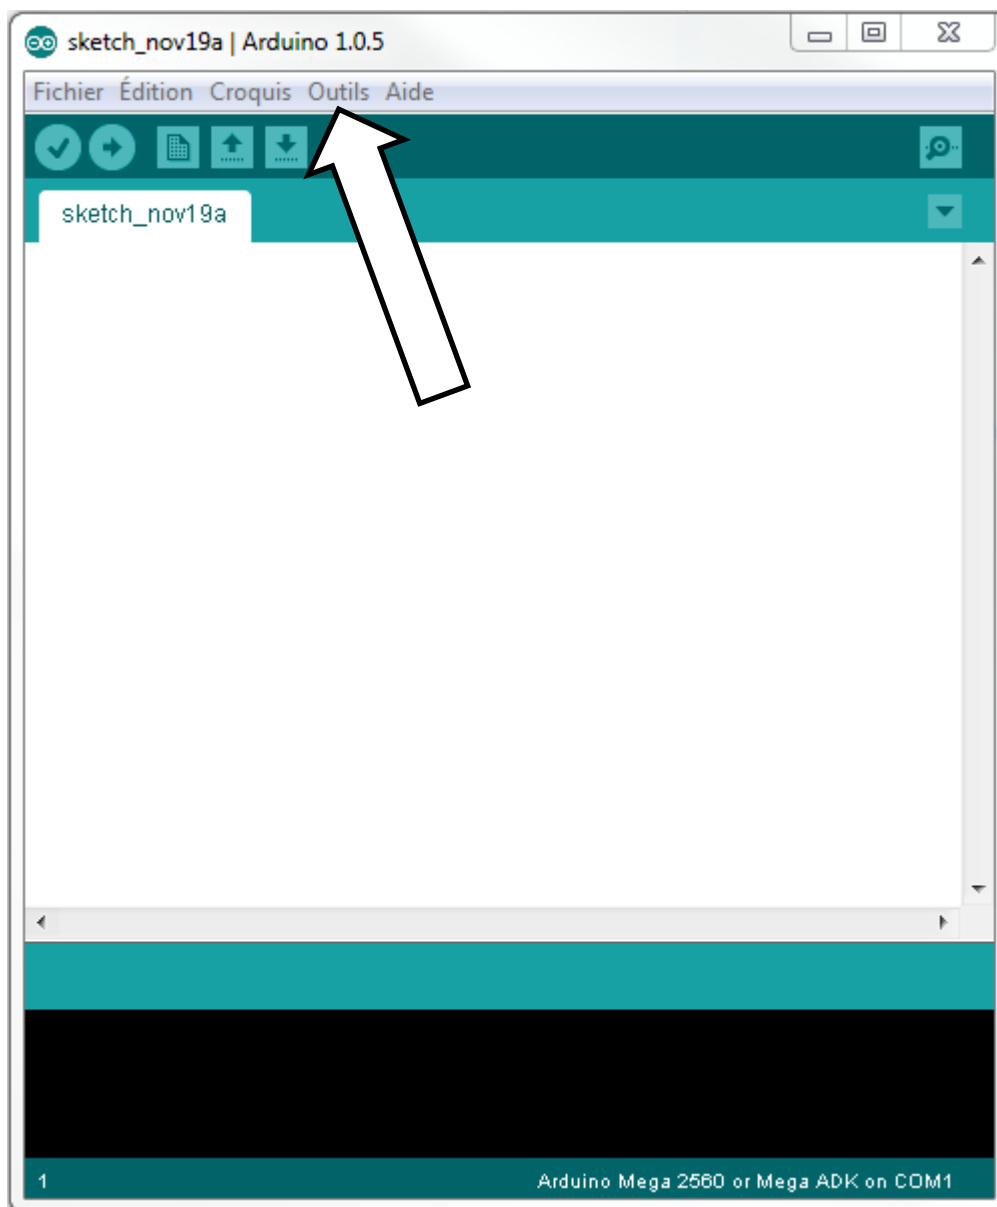 sketch_nov19a | Arduino 1.0.5
Fichier Édition Croquis Outils Aide
sketch_nov19a
1 Arduino Mega 2560 or Mega ADK on COM1